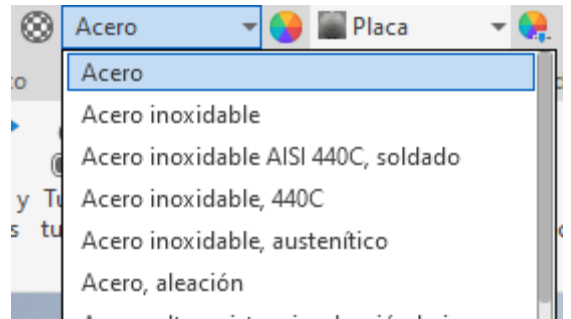 Acero
Placa
Acero
Acero inoxidable
Acero inoxidable AISI 440C, soldado
Acero inoxidable, 440C
Acero inoxidable, austenítico
Acero, aleación
y